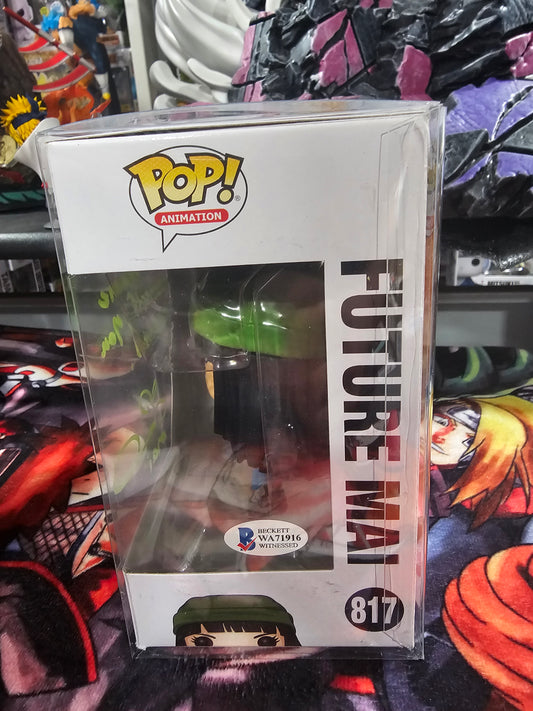 POP!
ANIMATION
FUTURE MAI
817
BECKETT
WA71916
WITNESSED